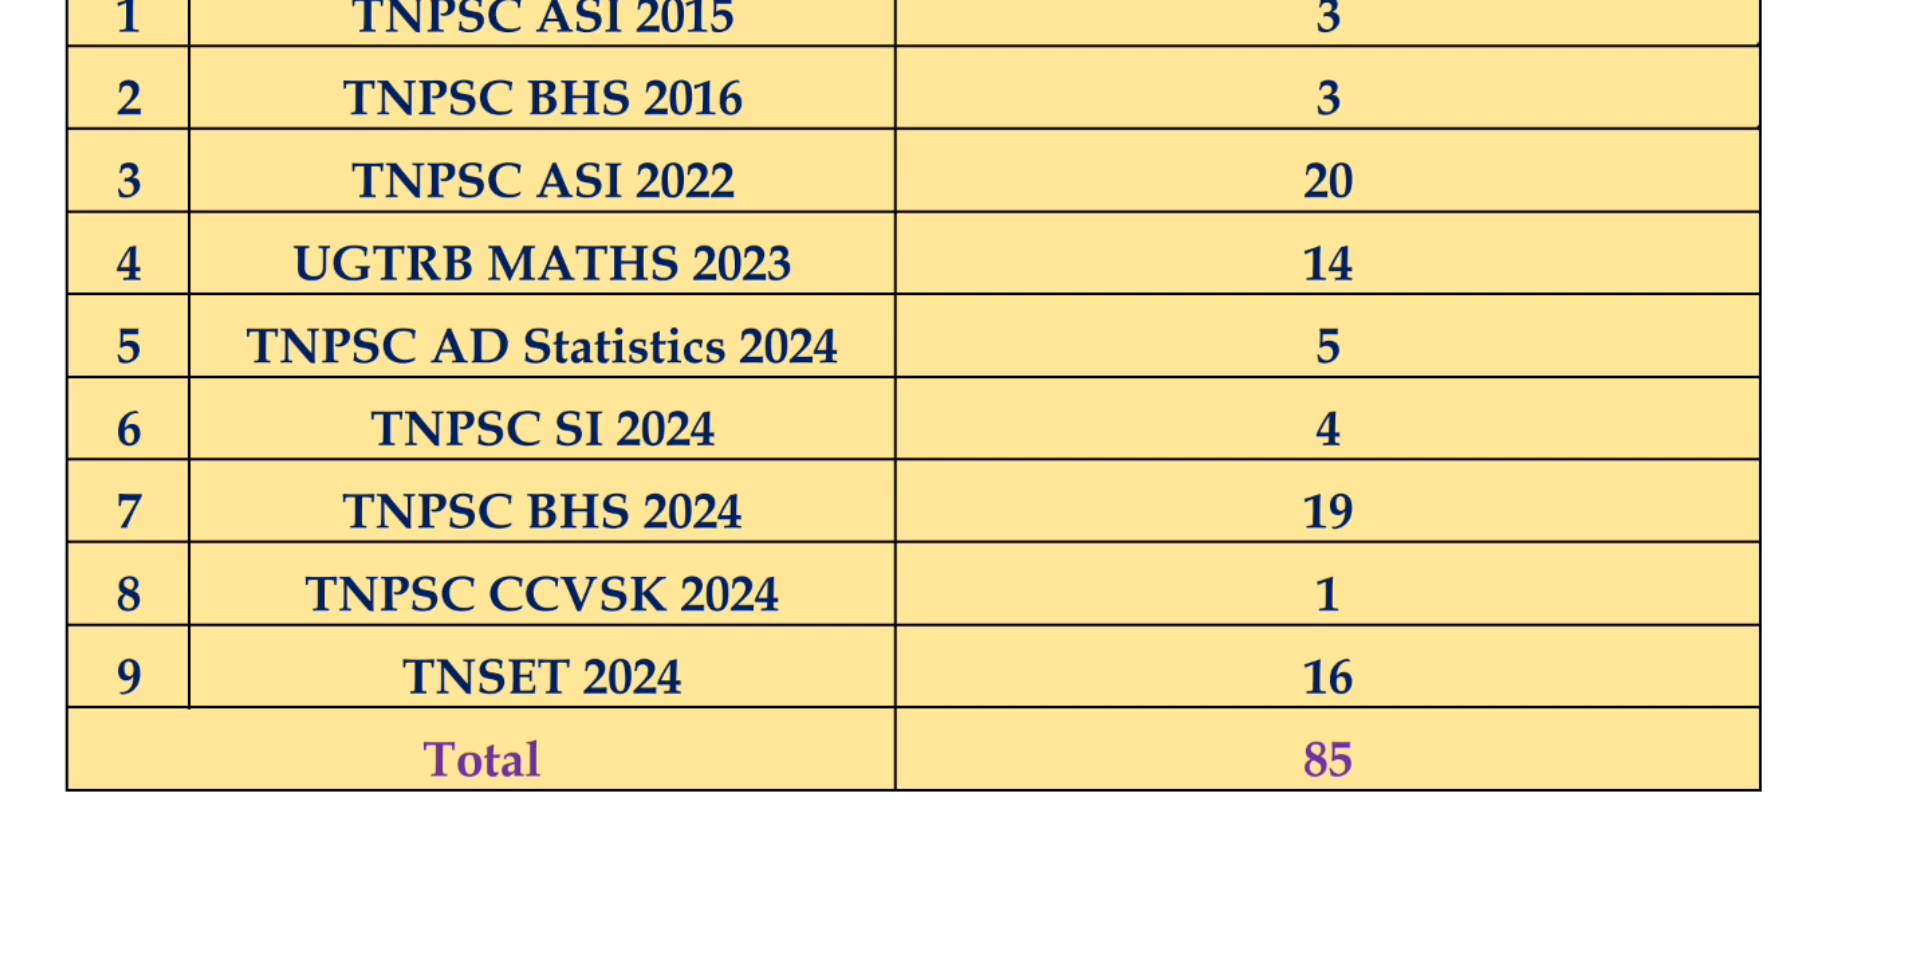 1 TNPSC ASI 2015 3
2 TNPSC BHS 2016 3
3 TNPSC ASI 2022 20
4 UGTRB MATHS 2023 14
5 TNPSC AD Statistics 2024 5
6 TNPSC SI 2024 4
7 TNPSC BHS 2024 19
8 TNPSC CCVSK 2024 1
9 TNSET 2024 16
Total 85